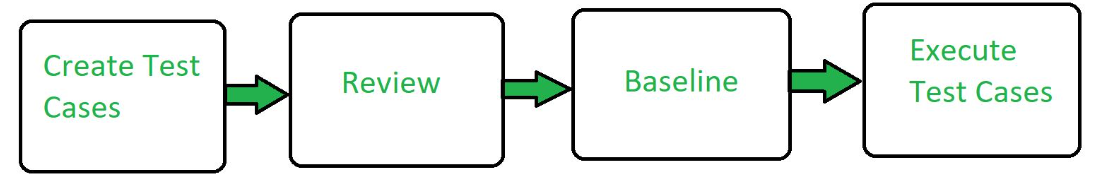 Create Test
Cases
Review
Baseline
Execute
Test Cases